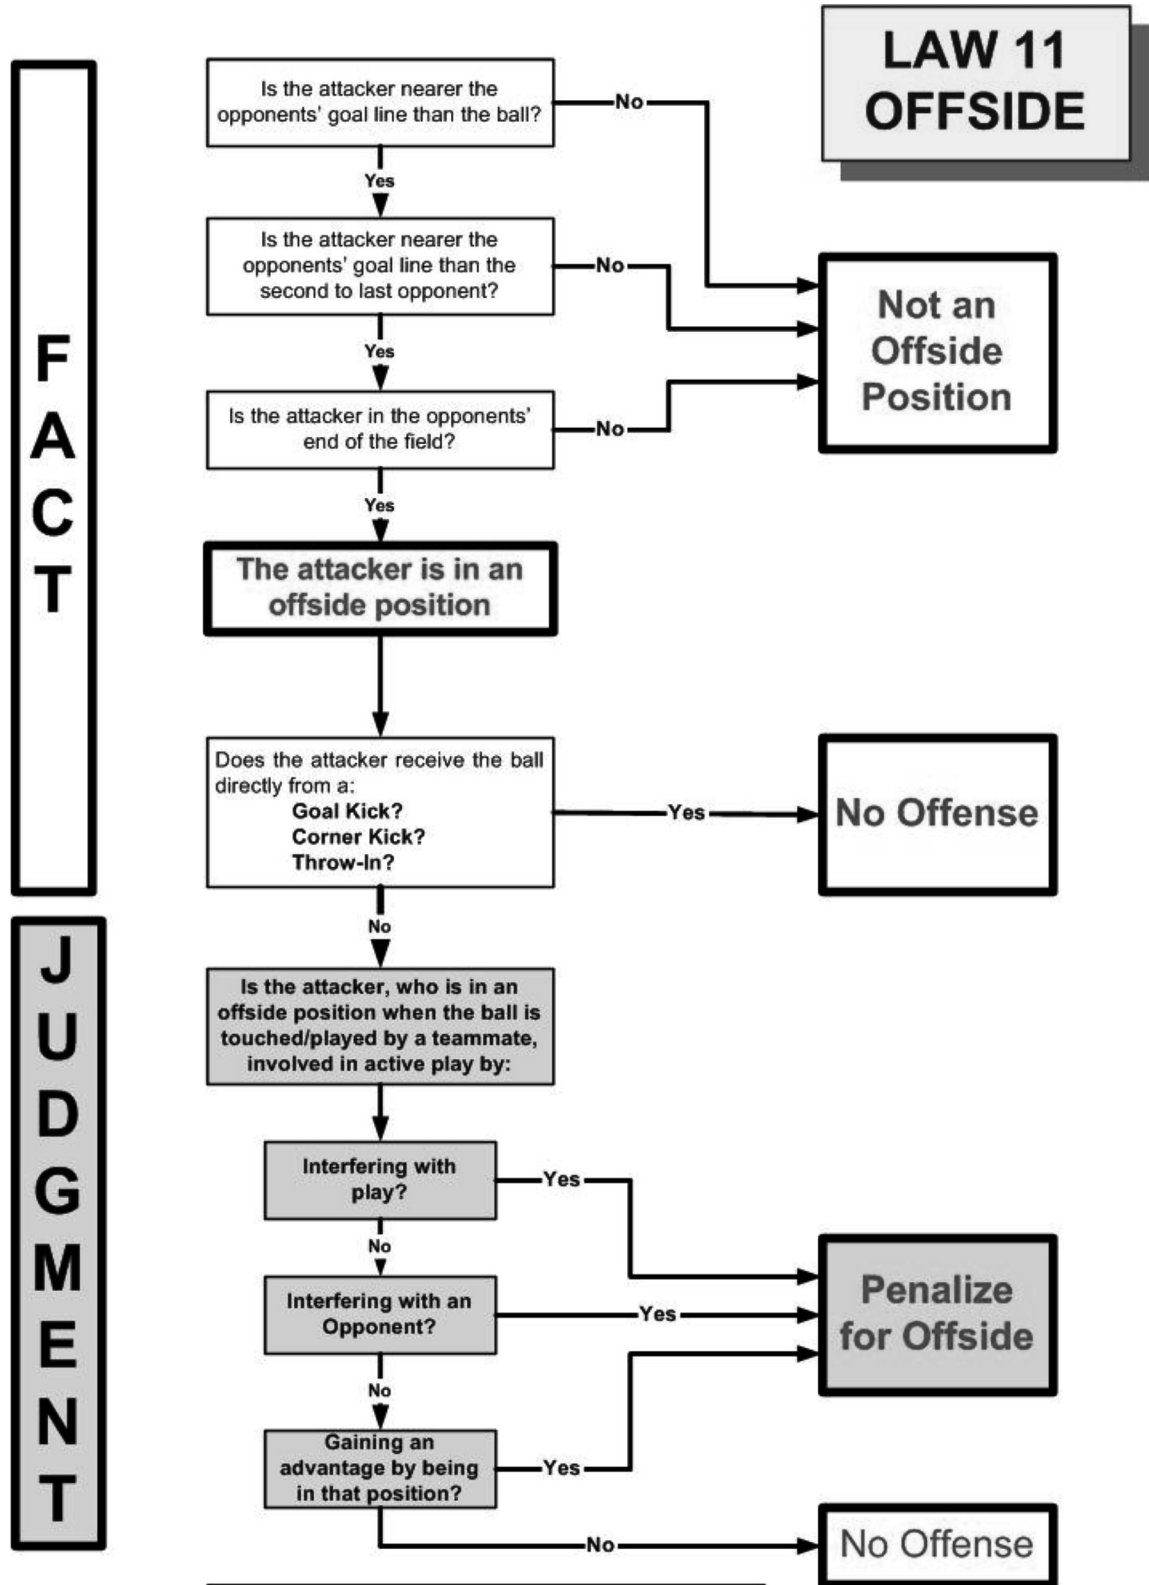 LAW 11
OFFSIDE
FACT
Is the attacker nearer the
opponents' goal line than the ball?
No
Yes
Is the attacker nearer the
opponents' goal line than the
second to last opponent?
No
Not an
Offside
Position
Yes
Is the attacker in the opponents'
end of the field?
No
Yes
The attacker is in an
offside position
Does the attacker receive the ball
directly from a:
Goal Kick?
Corner Kick?
Throw-In?
Yes
No Offense
No
JUDGMENT
Is the attacker, who is in an
offside position when the ball is
touched/played by a teammate,
involved in active play by:
Interfering with
play?
Yes
No
Interfering with an
Opponent?
Yes
Penalize
for Offside
No
Gaining an
advantage by being
in that position?
Yes
No
No Offense